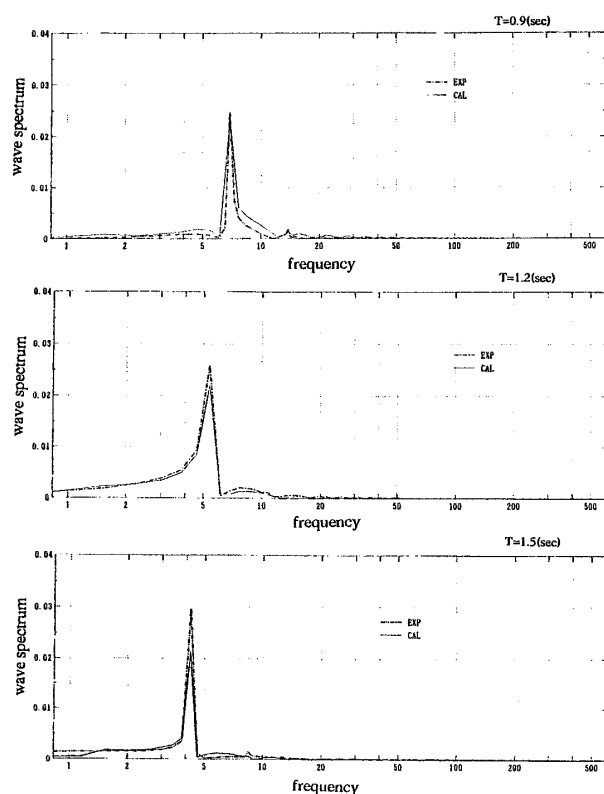 T=0.9(sec)
0.04
0.03
0.02
0.01
0
wave spectrum
EXP
CAL
1 2 5 10 20 50 100 200 500
frequency
T=1.2(sec)
0.04
0.03
0.02
0.01
0
wave spectrum
EXP
CAL
1 2 5 10 20 50 100 200 500
frequency
T=1.5(sec)
0.04
0.03
0.02
0.01
0
wave spectrum
EXP
CAL
1 2 5 10 20 50 100 200 500
frequency